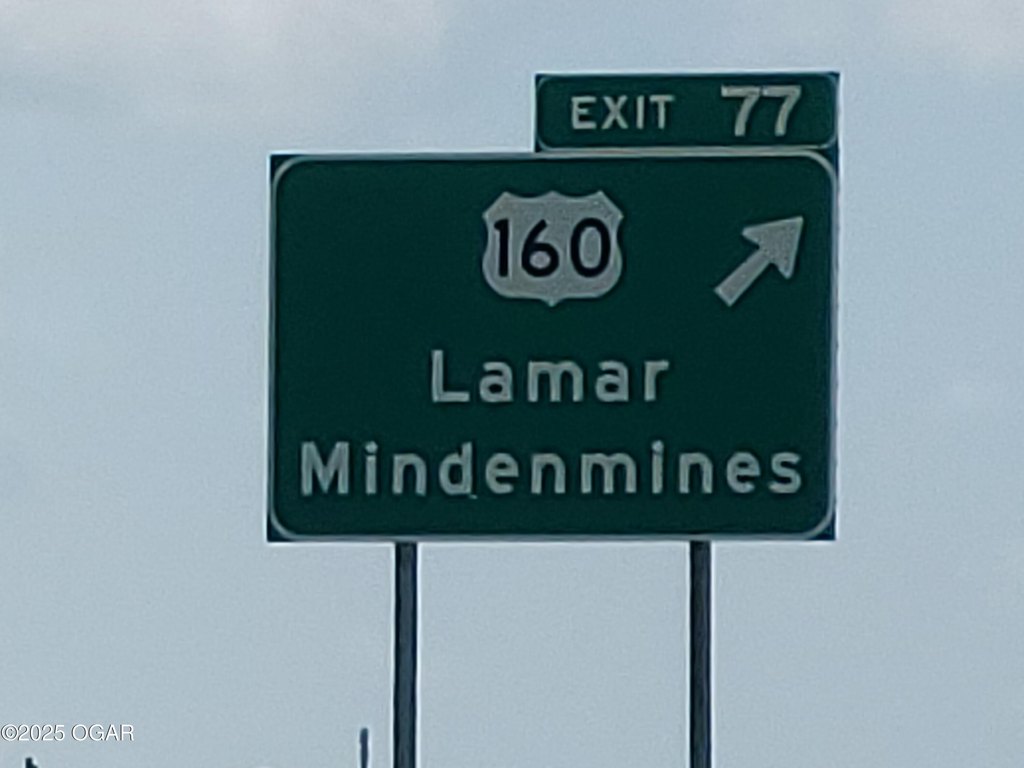 EXIT 77
160
Lamar
Mindenmines
©2025 OGAR